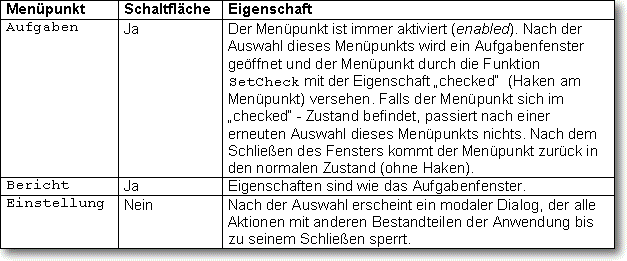 Menüpunkt Schaltfläche Eigenschaft
Aufgaben Ja Der Menüpunkt ist immer aktiviert (enabled). Nach der
Auswahl dieses Menüpunkts wird ein Aufgabenfenster
geöffnet und der Menüpunkt durch die Funktion
SetCheck mit der Eigenschaft „checked“ (Haken am
Menüpunkt) versehen. Falls der Menüpunkt sich im
„checked“ - Zustand befindet, passiert nach einer
erneuten Auswahl dieses Menüpunkts nichts. Nach dem
Schließen des Fensters kommt der Menüpunkt zurück in
den normalen Zustand (ohne Haken).
Bericht Ja Eigenschaften sind wie das Aufgabenfenster.
Einstellung Nein Nach der Auswahl erscheint ein modaler Dialog, der alle
Aktionen mit anderen Bestandteilen der Anwendung bis
zu seinem Schließen sperrt.